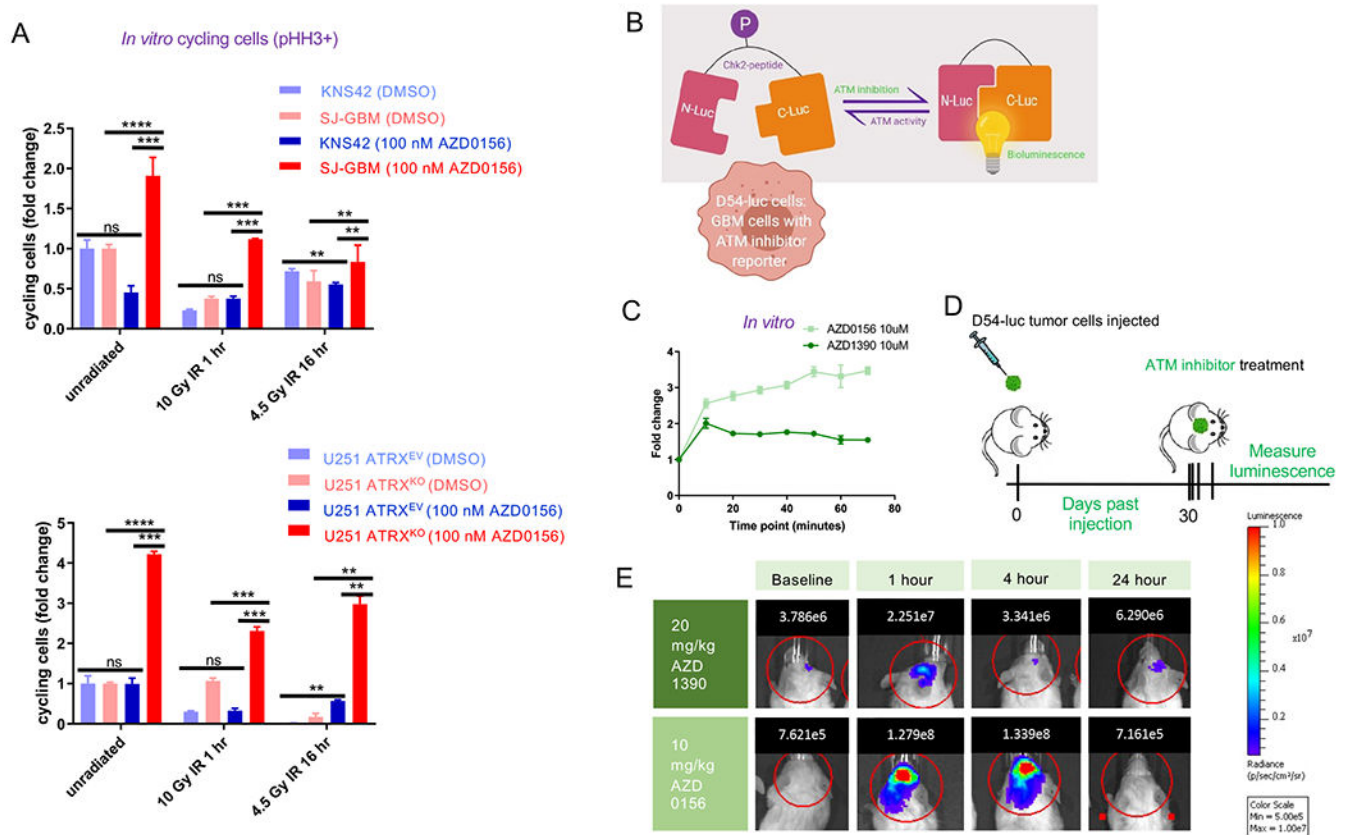 A
In vitro cycling cells (pHH3+)
KNS42 (DMSO)
SJ-GBM (DMSO)
KNS42 (100 nM AZD0156)
SJ-GBM (100 nM AZD0156)
cycling cells (fold change)
2.5
2.0
1.5
1.0
0.5
0.0
****
***
ns
***
***
ns
**
**
**
unradiated
10 Gy IR 1 hr
4.5 Gy IR 16 hr
U251 ATRXEV (DMSO)
U251 ATRXKO (DMSO)
U251 ATRXEV (100 nM AZD0156)
U251 ATRXKO (100 nM AZD0156)
cycling cells (fold change)
5
4
3
2
1
0
****
***
ns
***
***
ns
**
**
**
unradiated
10 Gy IR 1 hr
4.5 Gy IR 16 hr
B
P
Chk2-peptide
N-Luc
C-Luc
ATM inhibition
ATM activity
N-Luc
C-Luc
Bioluminescence
D54-luc cells:
GBM cells with
ATM inhibitor
reporter
C
In vitro
AZD0156 10uM
AZD1390 10uM
Fold change
4
3
2
1
0
20
40
60
80
Time point (minutes)
D
D54-luc tumor cells injected
ATM inhibitor treatment
Measure
luminescence
Days past
injection
0
30
E
Baseline
1 hour
4 hour
24 hour
20
mg/kg
AZD
1390
3.786e6
2.251e7
3.341e6
6.290e6
10
mg/kg
AZD
0156
7.621e5
1.279e8
1.339e8
7.161e5
Luminescence
1.0
0.8
0.6
0.4
0.2
x10⁷
Radiance
(p/sec/cm²/sr)
Color Scale
Min = 5.00e5
Max = 1.00e7